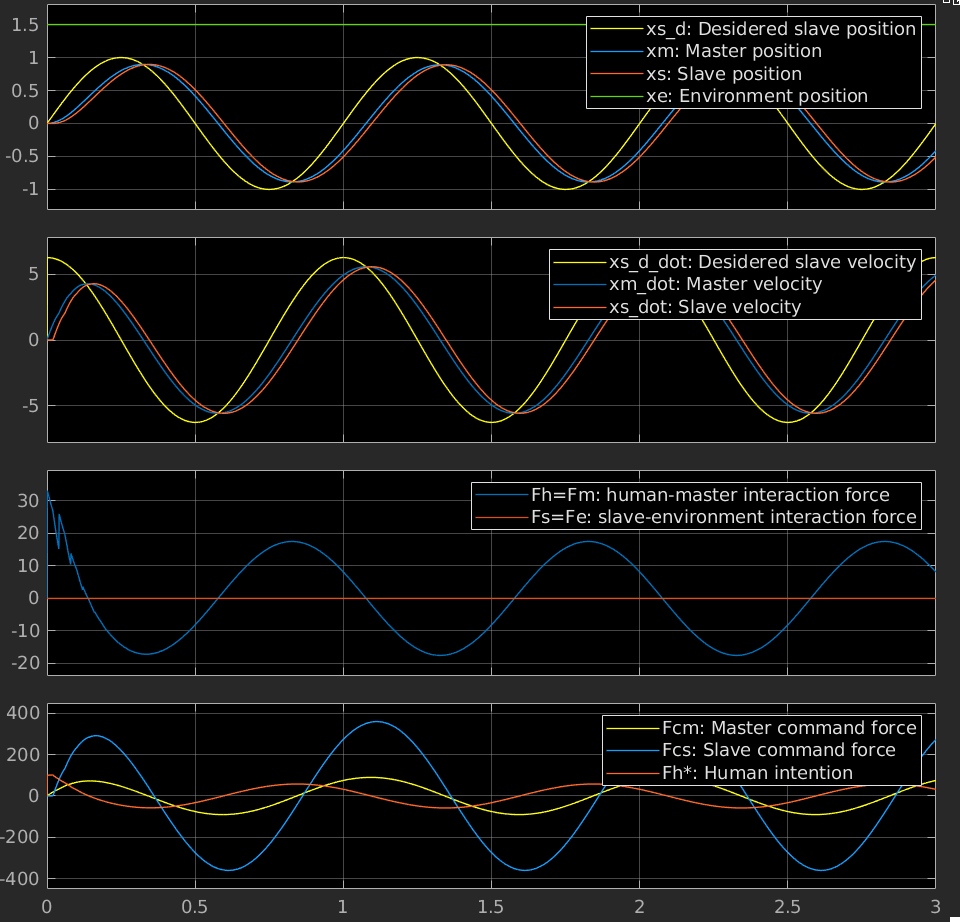 1.5
1
0.5
0
-0.5
-1
xs_d: Desidered slave position
xm: Master position
xs: Slave position
xe: Environment position
5
0
-5
xs_d_dot: Desidered slave velocity
xm_dot: Master velocity
xs_dot: Slave velocity
30
20
10
0
-10
-20
Fh=Fm: human-master interaction force
Fs=Fe: slave-environment interaction force
400
200
0
-200
-400
Fcm: Master command force
Fcs: Slave command force
Fh*: Human intention
0 0.5 1 1.5 2 2.5 3